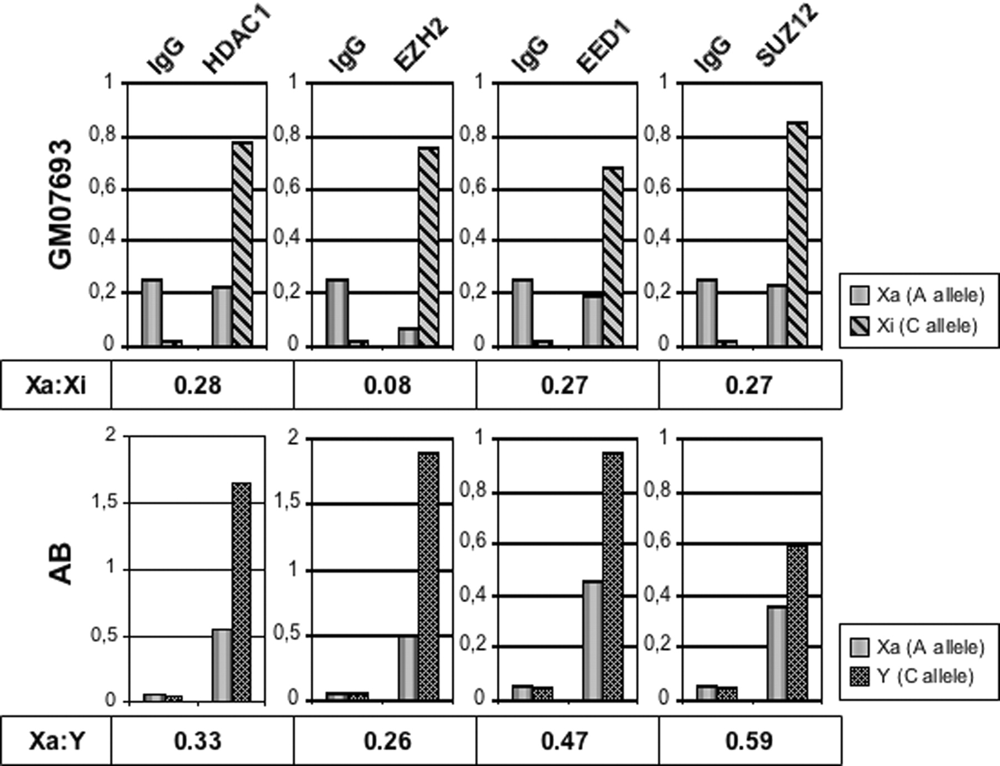 IgG HDAC1 IgG EZH2 IgG EED1 IgG SUZ12
GM07693
1 1 1 1
0,8 0,8 0,8 0,8
0,6 0,6 0,6 0,6
0,4 0,4 0,4 0,4
0,2 0,2 0,2 0,2
0 0 0 0
Xa (A allele)
Xi (C allele)
Xa:Xi 0.28 0.08 0.27 0.27
AB
2 2 1 1
1,5 1,5 0,8 0,8
0,6 0,6
1 1 0,4 0,4
0,5 0,5 0,2 0,2
0 0 0 0
Xa (A allele)
Y (C allele)
Xa:Y 0.33 0.26 0.47 0.59